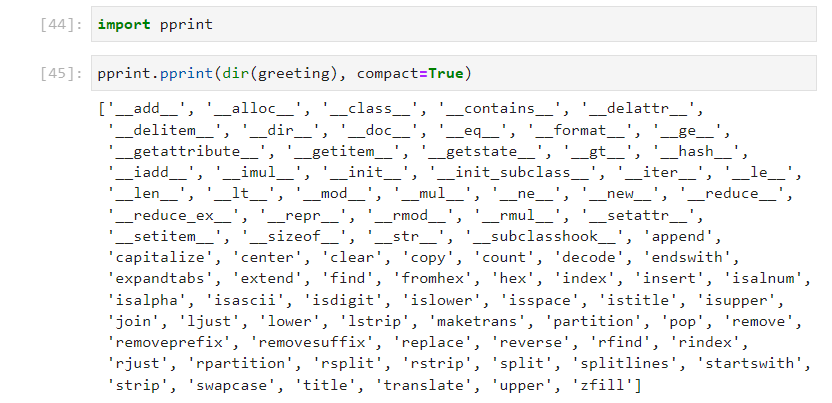 [44]: import pprint
[45]: pprint.pprint(dir(greeting), compact=True)
['__add__', '__alloc__', '__class__', '__contains__', '__delattr__',
'__delitem__', '__dir__', '__doc__', '__eq__', '__format__', '__ge__',
'__getattribute__', '__getitem__', '__getstate__', '__gt__', '__hash__',
'__iadd__', '__imul__', '__init__', '__init_subclass__', '__iter__', '__le__',
'__len__', '__lt__', '__mod__', '__mul__', '__ne__', '__new__', '__reduce__',
'__reduce_ex__', '__repr__', '__rmod__', '__rmul__', '__setattr__',
'__setitem__', '__sizeof__', '__str__', '__subclasshook__', 'append',
'capitalize', 'center', 'clear', 'copy', 'count', 'decode', 'endswith',
'expandtabs', 'extend', 'find', 'fromhex', 'hex', 'index', 'insert', 'isalnum',
'isalpha', 'isascii', 'isdigit', 'islower', 'isspace', 'istitle', 'isupper',
'join', 'ljust', 'lower', 'lstrip', 'maketrans', 'partition', 'pop', 'remove',
'removeprefix', 'removesuffix', 'replace', 'reverse', 'rfind', 'rindex',
'rjust', 'rpartition', 'rsplit', 'rstrip', 'split', 'splitlines', 'startswith',
'strip', 'swapcase', 'title', 'translate', 'upper', 'zfill']